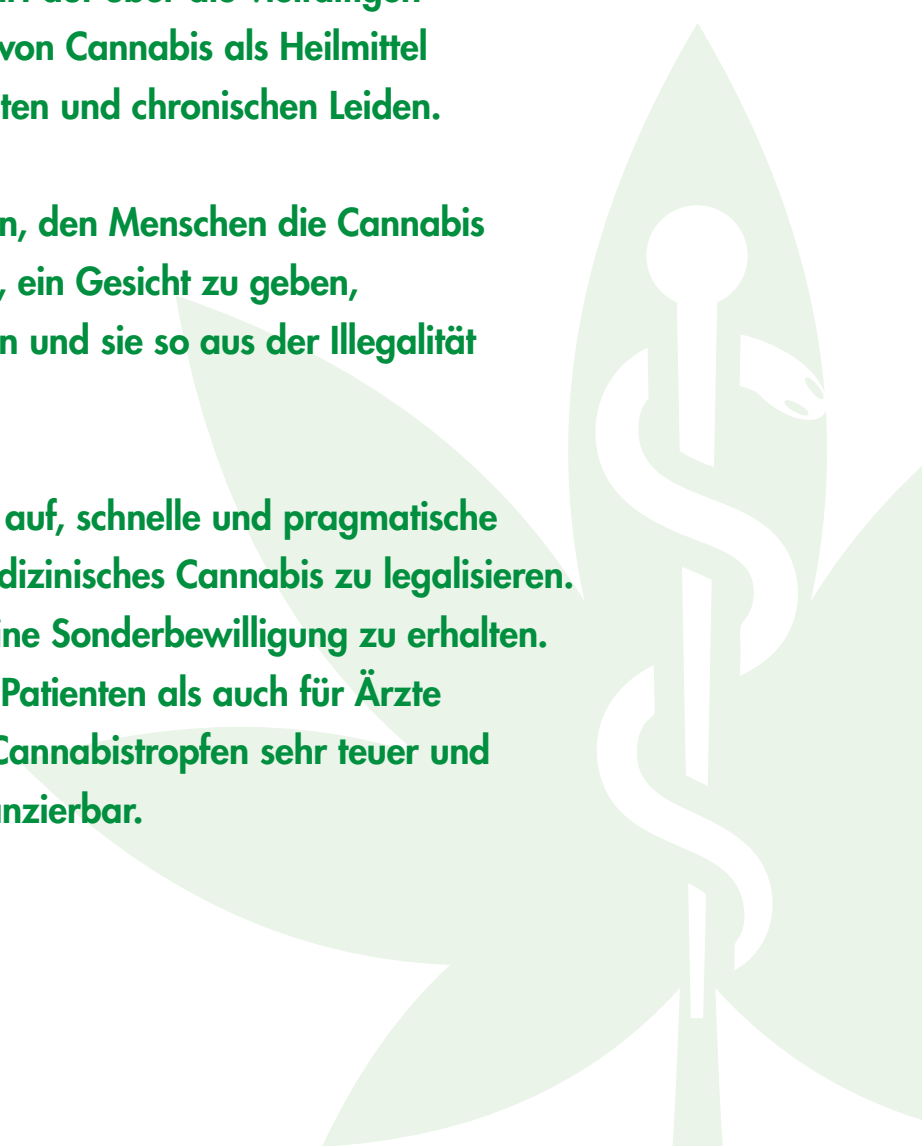 von Cannabis als Heilmittel
ten und chronischen Leiden.
n, den Menschen die Cannabis
, ein Gesicht zu geben,
n und sie so aus der Illegalität
auf, schnelle und pragmatische
dizinisches Cannabis zu legalisieren.
ine Sonderbewilligung zu erhalten.
Patienten als auch für Ärzte
Cannabistropfen sehr teuer und
nzierbar.